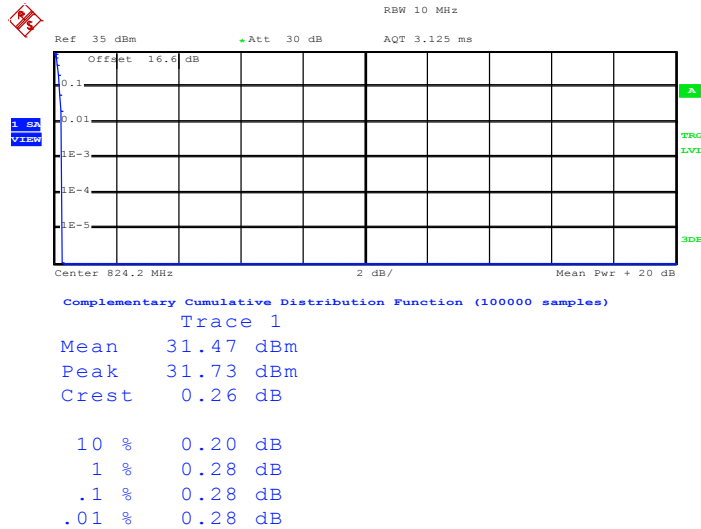 RBW 10 MHz
Ref 35 dBm
* Att 30 dB
AQT 3.125 ms
Offset 16.6 dB
0.1
A
0.01
1 SA
VIEW
TRG
LVL
1E-3
1E-4
1E-5
3DB
Center 824.2 MHz
2 dB/
Mean Pwr + 20 dB
Complementary Cumulative Distribution Function (100000 samples)
Trace 1
Mean 31.47 dBm
Peak 31.73 dBm
Crest 0.26 dB
10 % 0.20 dB
1 % 0.28 dB
.1 % 0.28 dB
.01 % 0.28 dB